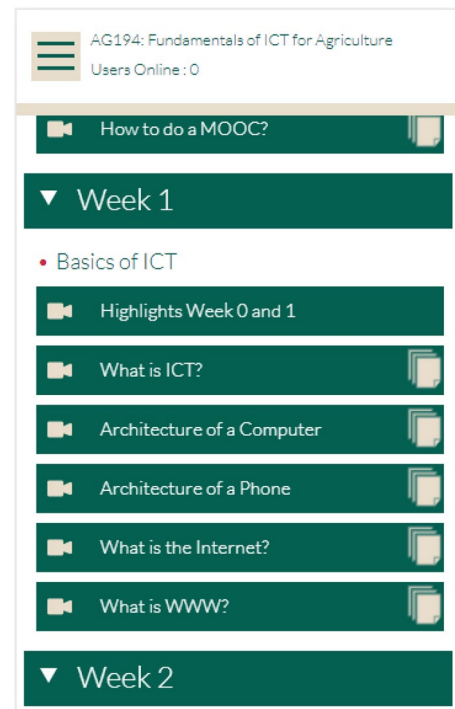 AG194: Fundamentals of ICT for Agriculture
Users Online : 0
How to do a MOOC?
Week 1
Basics of ICT
Highlights Week 0 and 1
What is ICT?
Architecture of a Computer
Architecture of a Phone
What is the Internet?
What is WWW?
Week 2